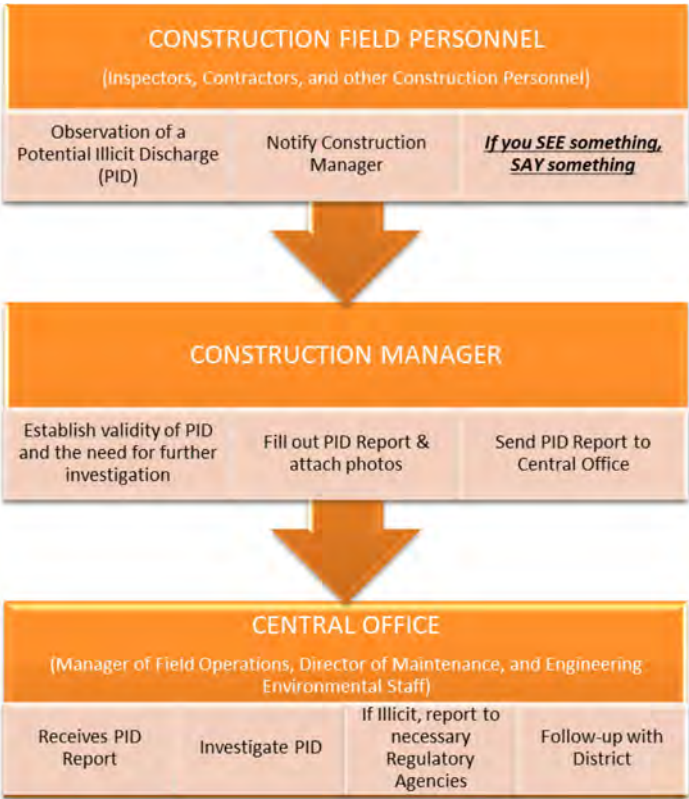 CONSTRUCTION FIELD PERSONNEL
(Inspectors, Contractors, and other Construction Personnel)
Observation of a
Potential Illicit Discharge
(PID)
Notify Construction
Manager
If you SEE something,
SAY something
CONSTRUCTION MANAGER
Establish validity of PID
and the need for further
investigation
Fill out PID Report &
attach photos
Send PID Report to
Central Office
CENTRAL OFFICE
(Manager of Field Operations, Director of Maintenance, and Engineering
Environmental Staff)
Receives PID
Report
Investigate PID
If Illicit, report to
necessary
Regulatory
Agencies
Follow-up with
District